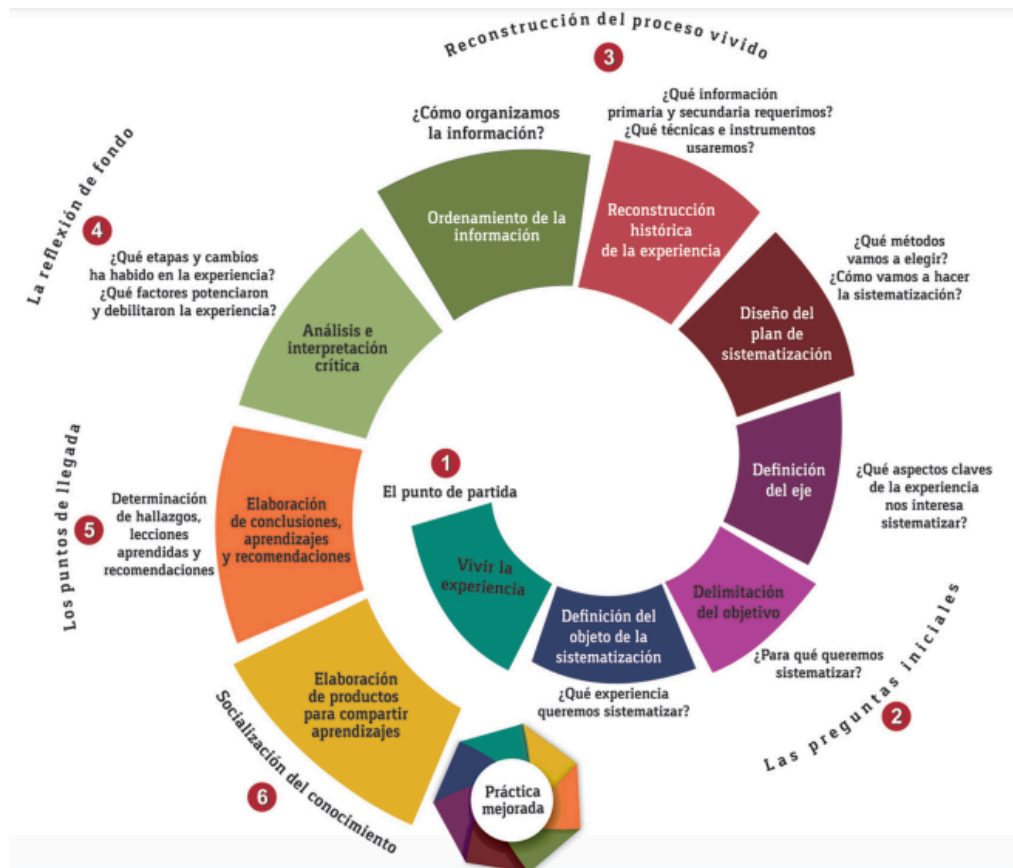 Reconstrucción del proceso vivido
3
¿Cómo organizamos
la información?
¿Qué información
primaria y secundaria requerimos?
¿Qué técnicas e instrumentos
usaremos?
Ordenamiento de la
información
Reconstrucción
histórica
de la experiencia
La reflexión de fondo
4
¿Qué etapas y cambios
ha habido en la experiencia?
¿Qué factores potenciaron
y debilitaron la experiencia?
Análisis e
interpretación
crítica
¿Qué métodos
vamos a elegir?
¿Cómo vamos a hacer
la sistematización?
Diseño del
plan de
sistematización
Definición
del eje
¿Qué aspectos claves
de la experiencia
nos interesa
sistematizar?
1
El punto de partida
Vivir la
experiencia
Definición del
objeto de la
sistematización
¿Qué experiencia
queremos sistematizar?
Delimitación
del objetivo
¿Para qué queremos
sistematizar?
Las preguntas iniciales
2
Los puntos de llegada
5
Determinación
de hallazgos,
lecciones
aprendidas y
recomendaciones
Elaboración
de conclusiones,
aprendizajes
y recomendaciones
Elaboración
de productos
para compartir
aprendizajes
Socialización del conocimiento
6
Práctica
mejorada